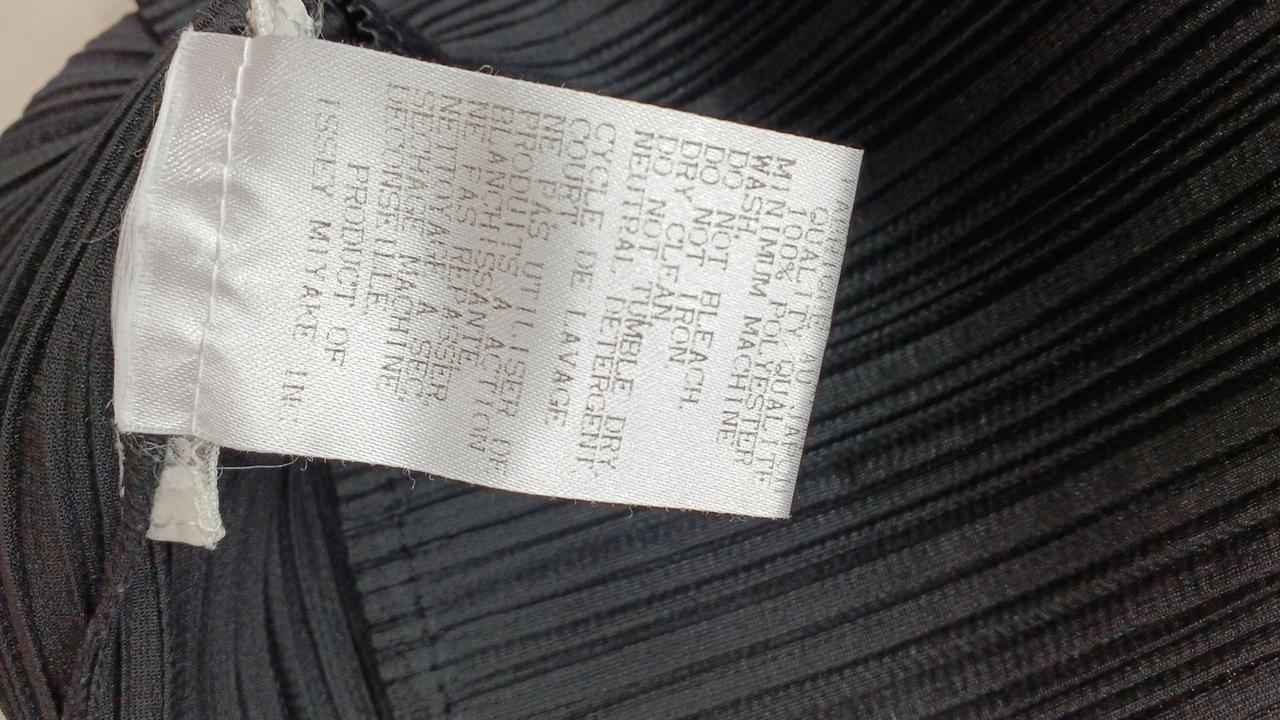 QUALITY, QUALITE
100% POLYESTER
MINIMUM MACHINE
WASH.
DO NOT BLEACH.
DO NOT IRON.
DRY CLEAN.
DO NOT TUMBLE DRY
NEUTRAL DETERGENT.
CYCLE DE LAVAGE
COURT.
NE PAS UTILISER DE
PRODUITS A ACTION
BLANCHISSANTE.
NE PAS REPASSER.
NETTOYAGE A SEC.
SECHAGE MACHINE
DECONSEILLE.
PRODUCT OF
ISSEY MIYAKE INC.